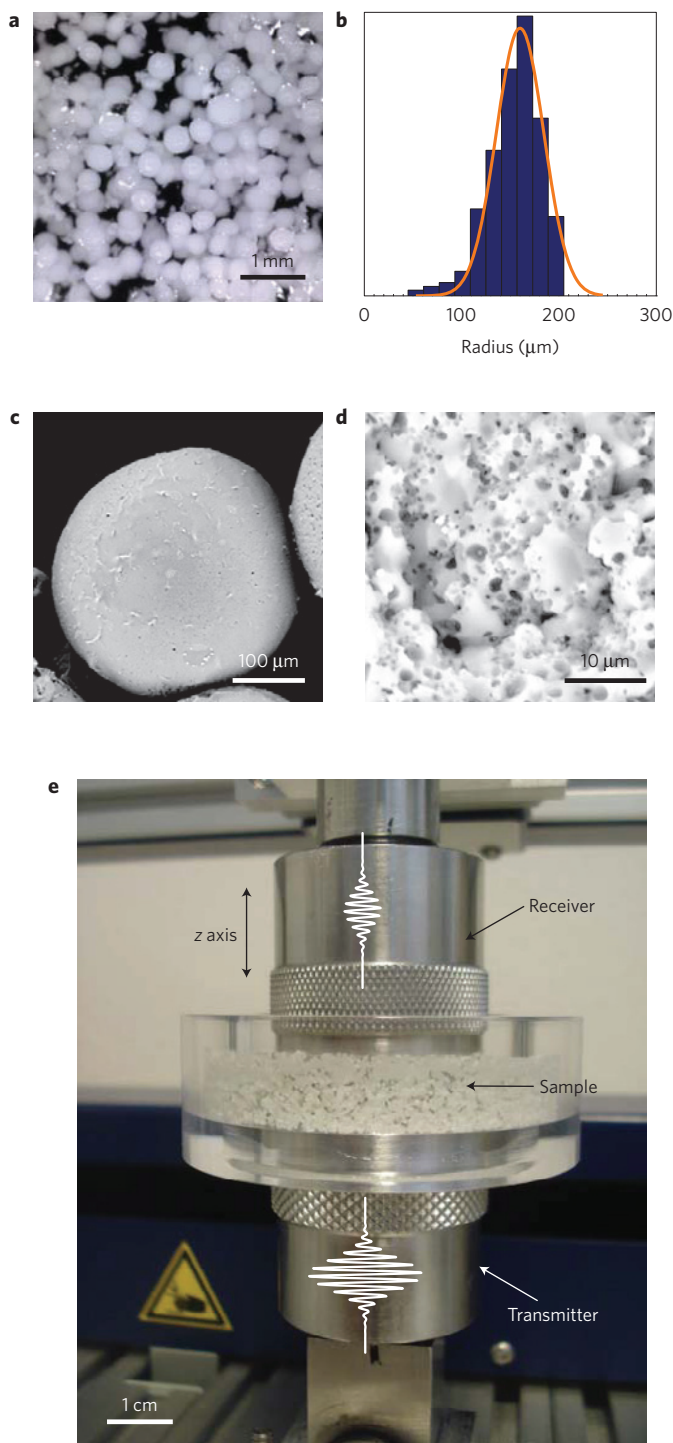 a
b
1 mm
0
100
200
300
Radius (μm)
c
d
100 μm
10 μm
e
z axis
Receiver
Sample
Transmitter
1 cm